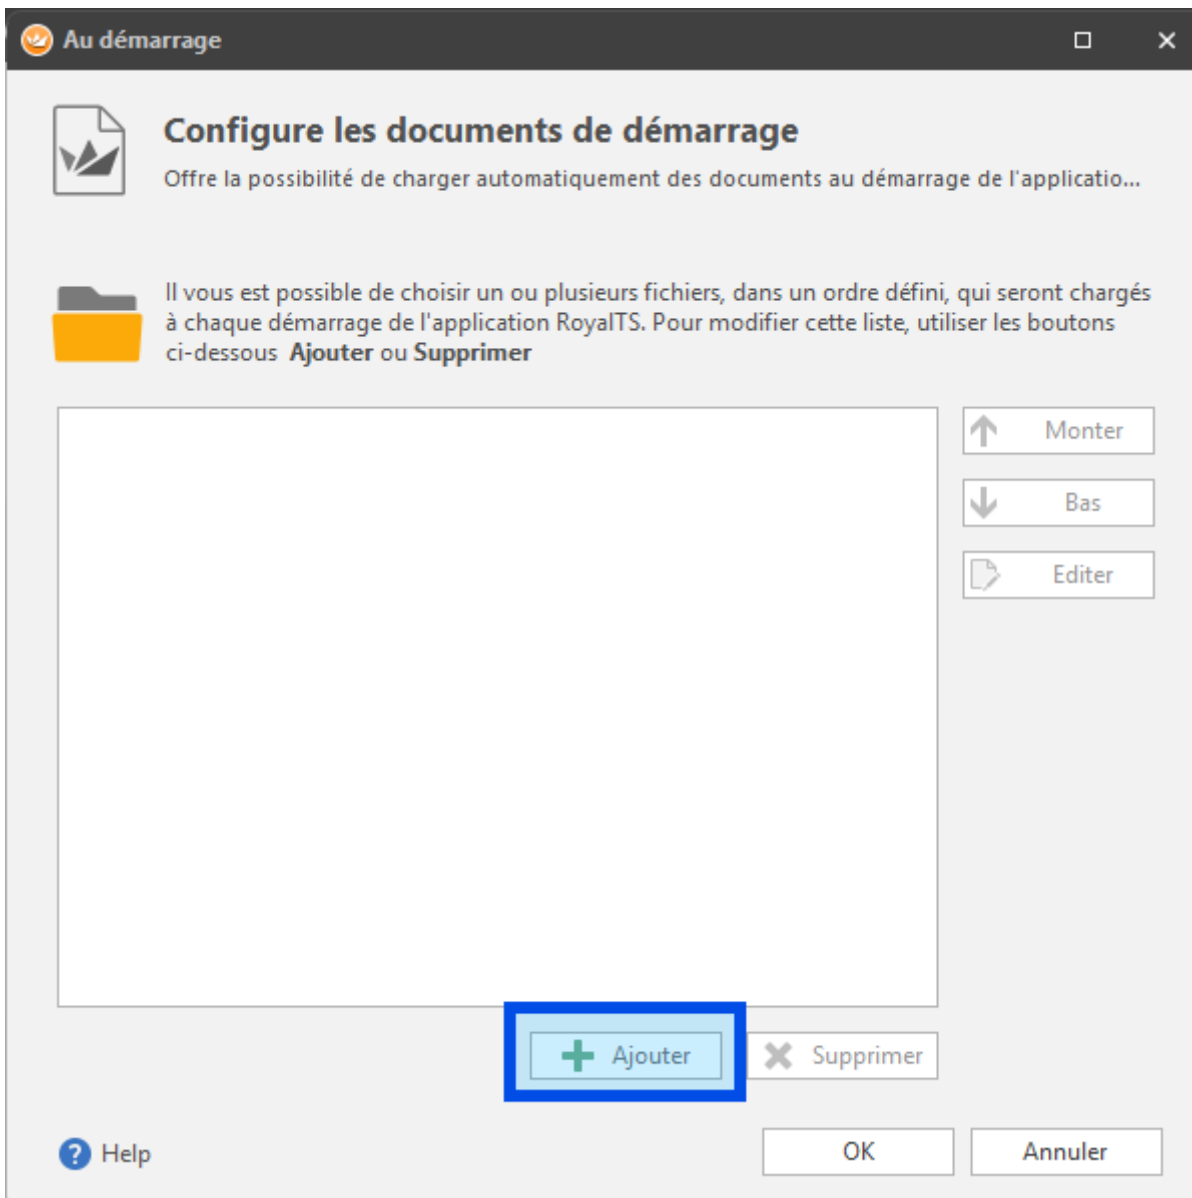 Au démarrage
Configure les documents de démarrage
Offre la possibilité de charger automatiquement des documents au démarrage de l'applicatio...
Il vous est possible de choisir un ou plusieurs fichiers, dans un ordre défini, qui seront chargés
à chaque démarrage de l'application RoyalTS. Pour modifier cette liste, utiliser les boutons
ci-dessous Ajouter ou Supprimer
Monter
Bas
Editer
Ajouter
Supprimer
? Help
OK
Annuler